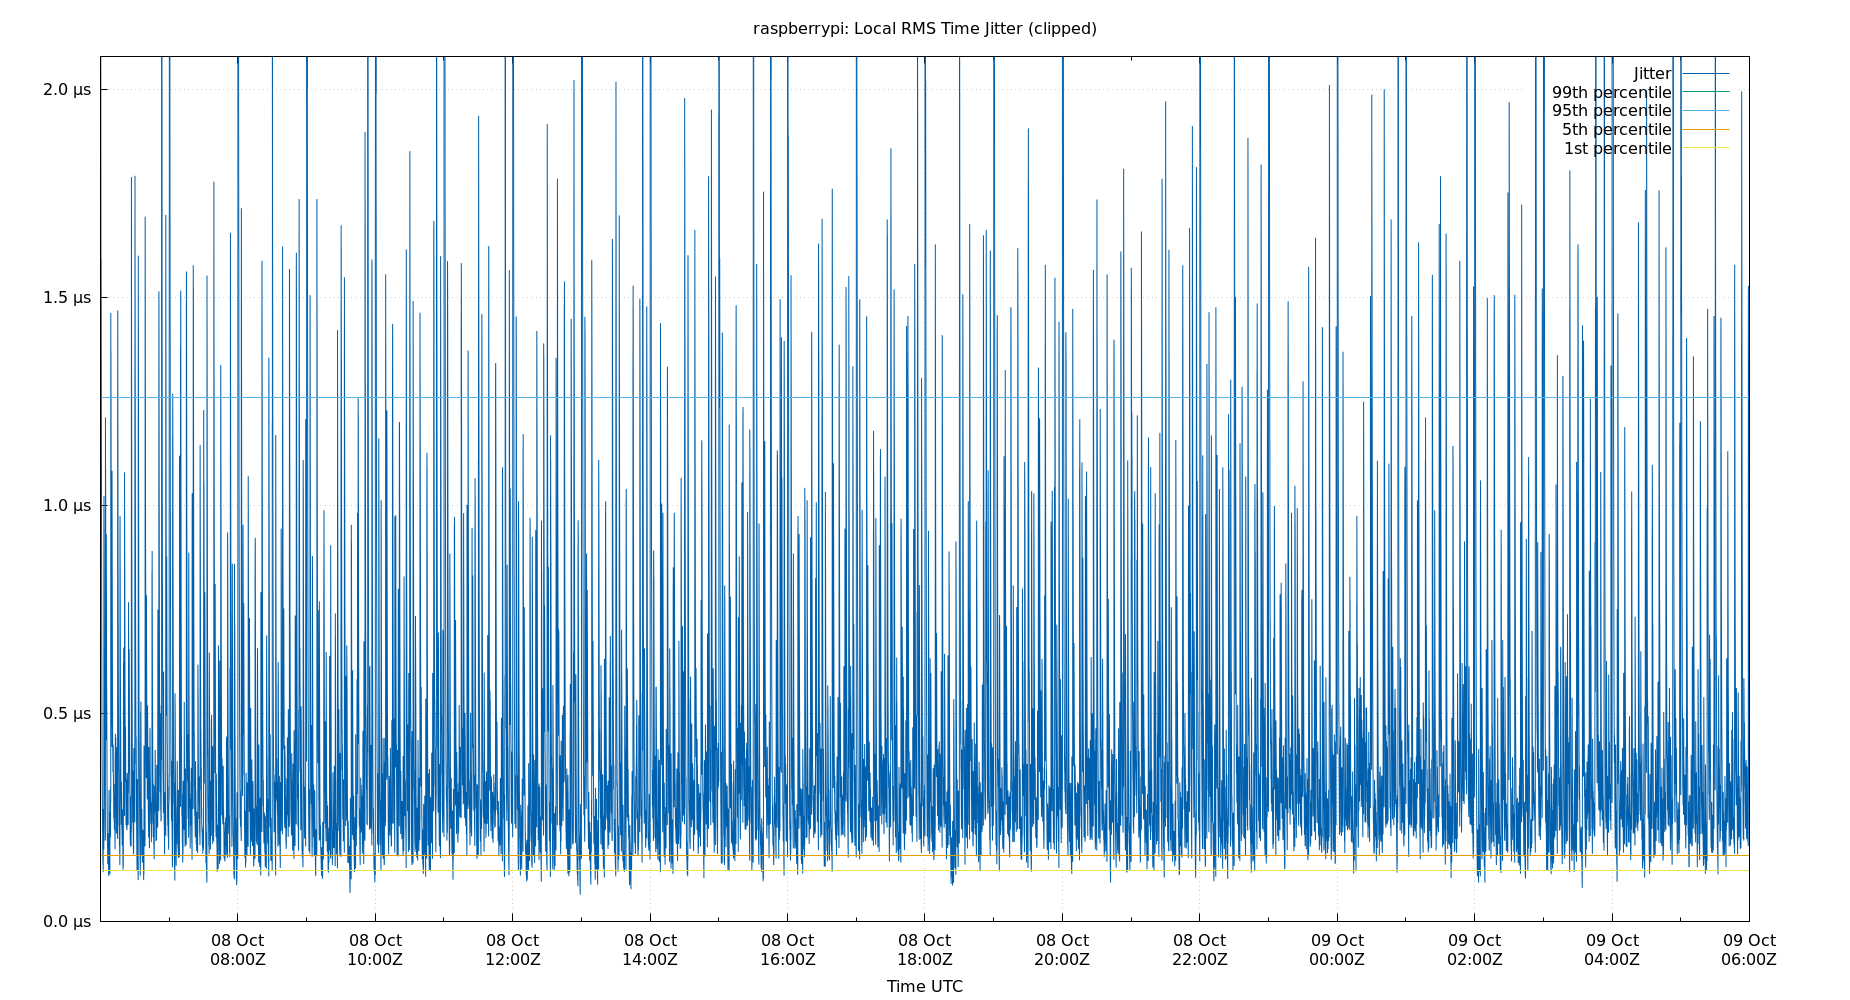 raspberrypi: Local RMS Time Jitter (clipped)
2.0 µs
1.5 µs
1.0 µs
0.5 µs
0.0 µs
Jitter
99th percentile
95th percentile
5th percentile
1st percentile
08 Oct 08 Oct 08 Oct 08 Oct 08 Oct 08 Oct 08 Oct 08 Oct 09 Oct 09 Oct 09 Oct 09 Oct
08:00Z 10:00Z 12:00Z 14:00Z 16:00Z 18:00Z 20:00Z 22:00Z 00:00Z 02:00Z 04:00Z 06:00Z
Time UTC